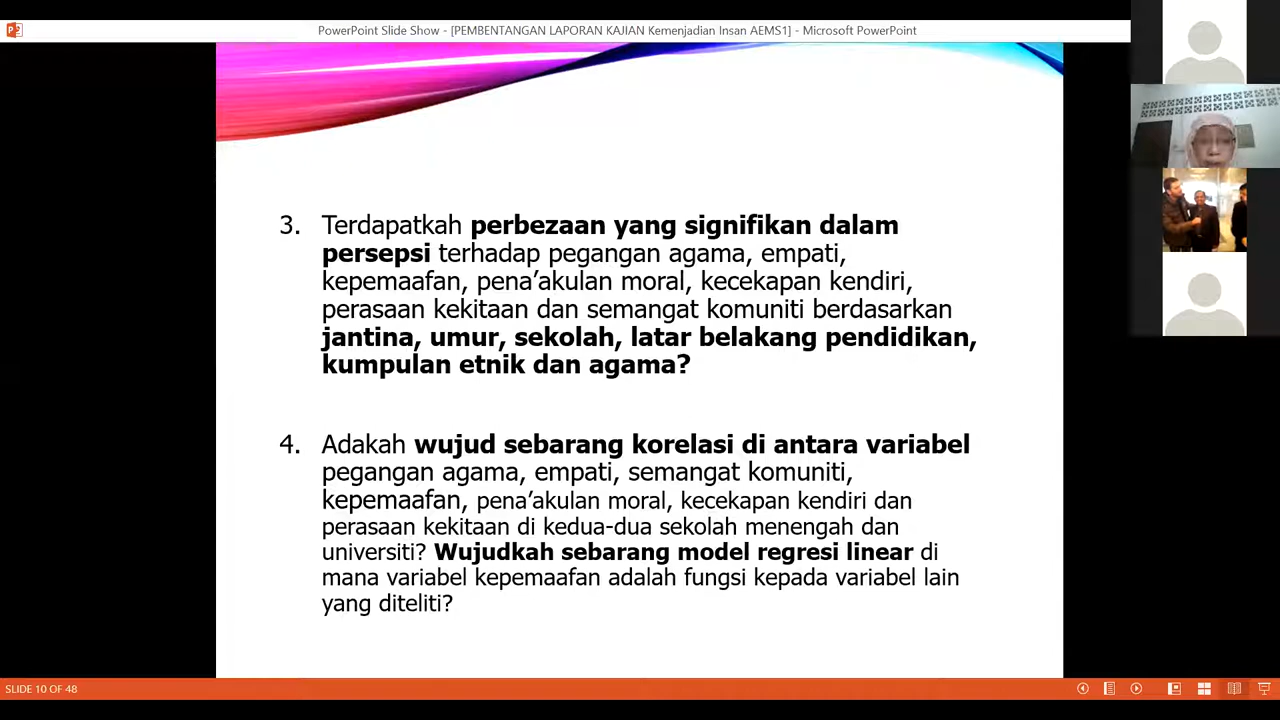 PowerPoint Slide Show - [PEMBENTANGAN LAPORAN KAJIAN Kemenjadian Insan AEMS1] - Microsoft PowerPoint
3. Terdapatkah perbezaan yang signifikan dalam
persepsi terhadap pegangan agama, empati,
kepemaafan, pena’akulan moral, kecekapan kendiri,
perasaan kekitaan dan semangat komuniti berdasarkan
jantina, umur, sekolah, latar belakang pendidikan,
kumpulan etnik dan agama?
4. Adakah wujud sebarang korelasi di antara variabel
pegangan agama, empati, semangat komuniti,
kepemaafan, pena’akulan moral, kecekapan kendiri dan
perasaan kekitaan di kedua-dua sekolah menengah dan
universiti? Wujudkah sebarang model regresi linear di
mana variabel kepemaafan adalah fungsi kepada variabel lain
yang diteliti?
SLIDE 10 OF 48